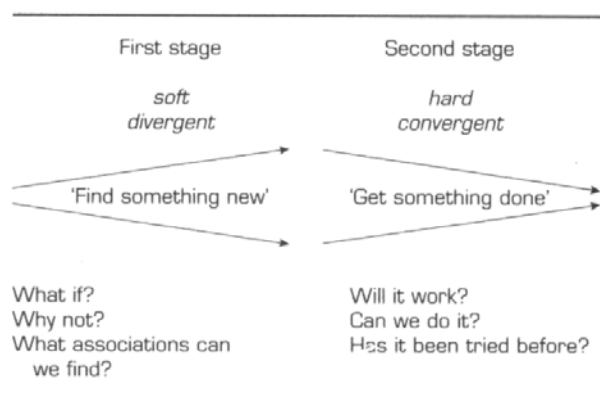 First stage
soft
divergent
'Find something new'
What if?
Why not?
What associations can
we find?
Second stage
hard
convergent
'Get something done'
Will it work?
Can we do it?
Has it been tried before?